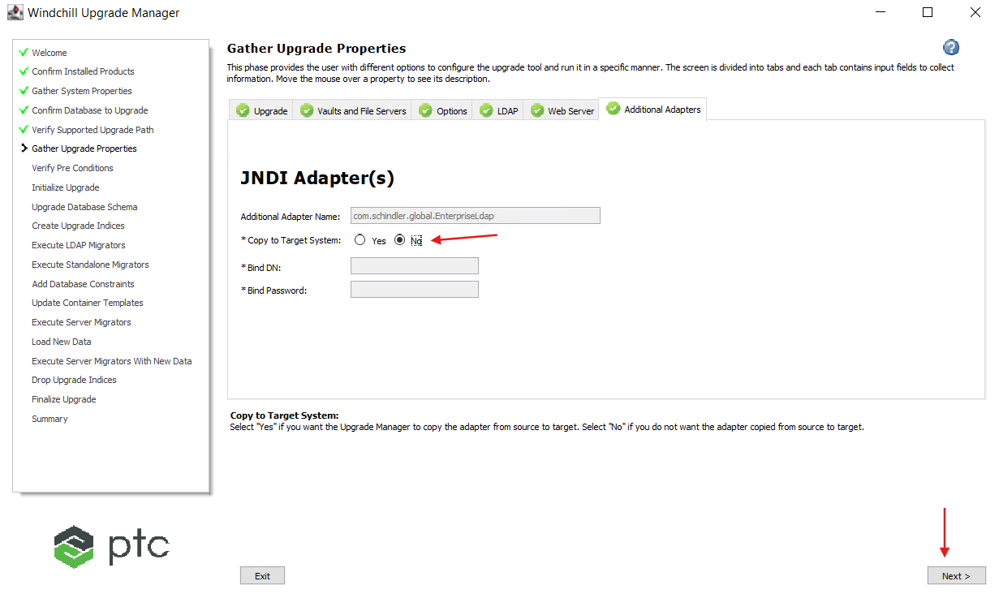 Windchill Upgrade Manager
Welcome
Confirm Installed Products
Gather System Properties
Confirm Database to Upgrade
Verify Supported Upgrade Path
Gather Upgrade Properties
Verify Pre Conditions
Initialize Upgrade
Upgrade Database Schema
Create Upgrade Indices
Execute LDAP Migrators
Execute Standalone Migrators
Add Database Constraints
Update Container Templates
Execute Server Migrators
Load New Data
Execute Server Migrators With New Data
Drop Upgrade Indices
Finalize Upgrade
Summary
ptc
Gather Upgrade Properties
?
This phase provides the user with different options to configure the upgrade tool and run it in a specific manner. The screen is divided into tabs and each tab contains input fields to collect
information. Move the mouse over a property to see its description.
Upgrade Vaults and File Servers Options LDAP Web Server Additional Adapters
JNDI Adapter(s)
Additional Adapter Name: com.schindler.global.EnterpriseLdap
* Copy to Target System: Yes No
* Bind DN:
* Bind Password:
Copy to Target System:
Select "Yes" if you want the Upgrade Manager to copy the adapter from source to target. Select "No" if you do not want the adapter copied from source to target.
Exit Next >